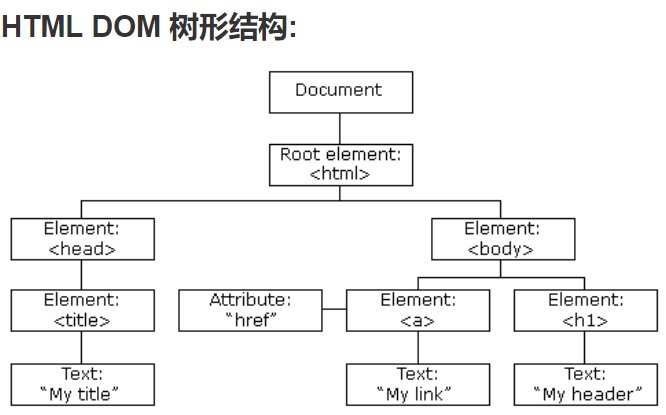 HTML DOM 树形结构:
Document
Root element:
<html>
Element:
<head>
Element:
<body>
Element:
<title>
Attribute:
"href"
Element:
<a>
Element:
<h1>
Text:
"My title"
Text:
"My link"
Text:
"My header"